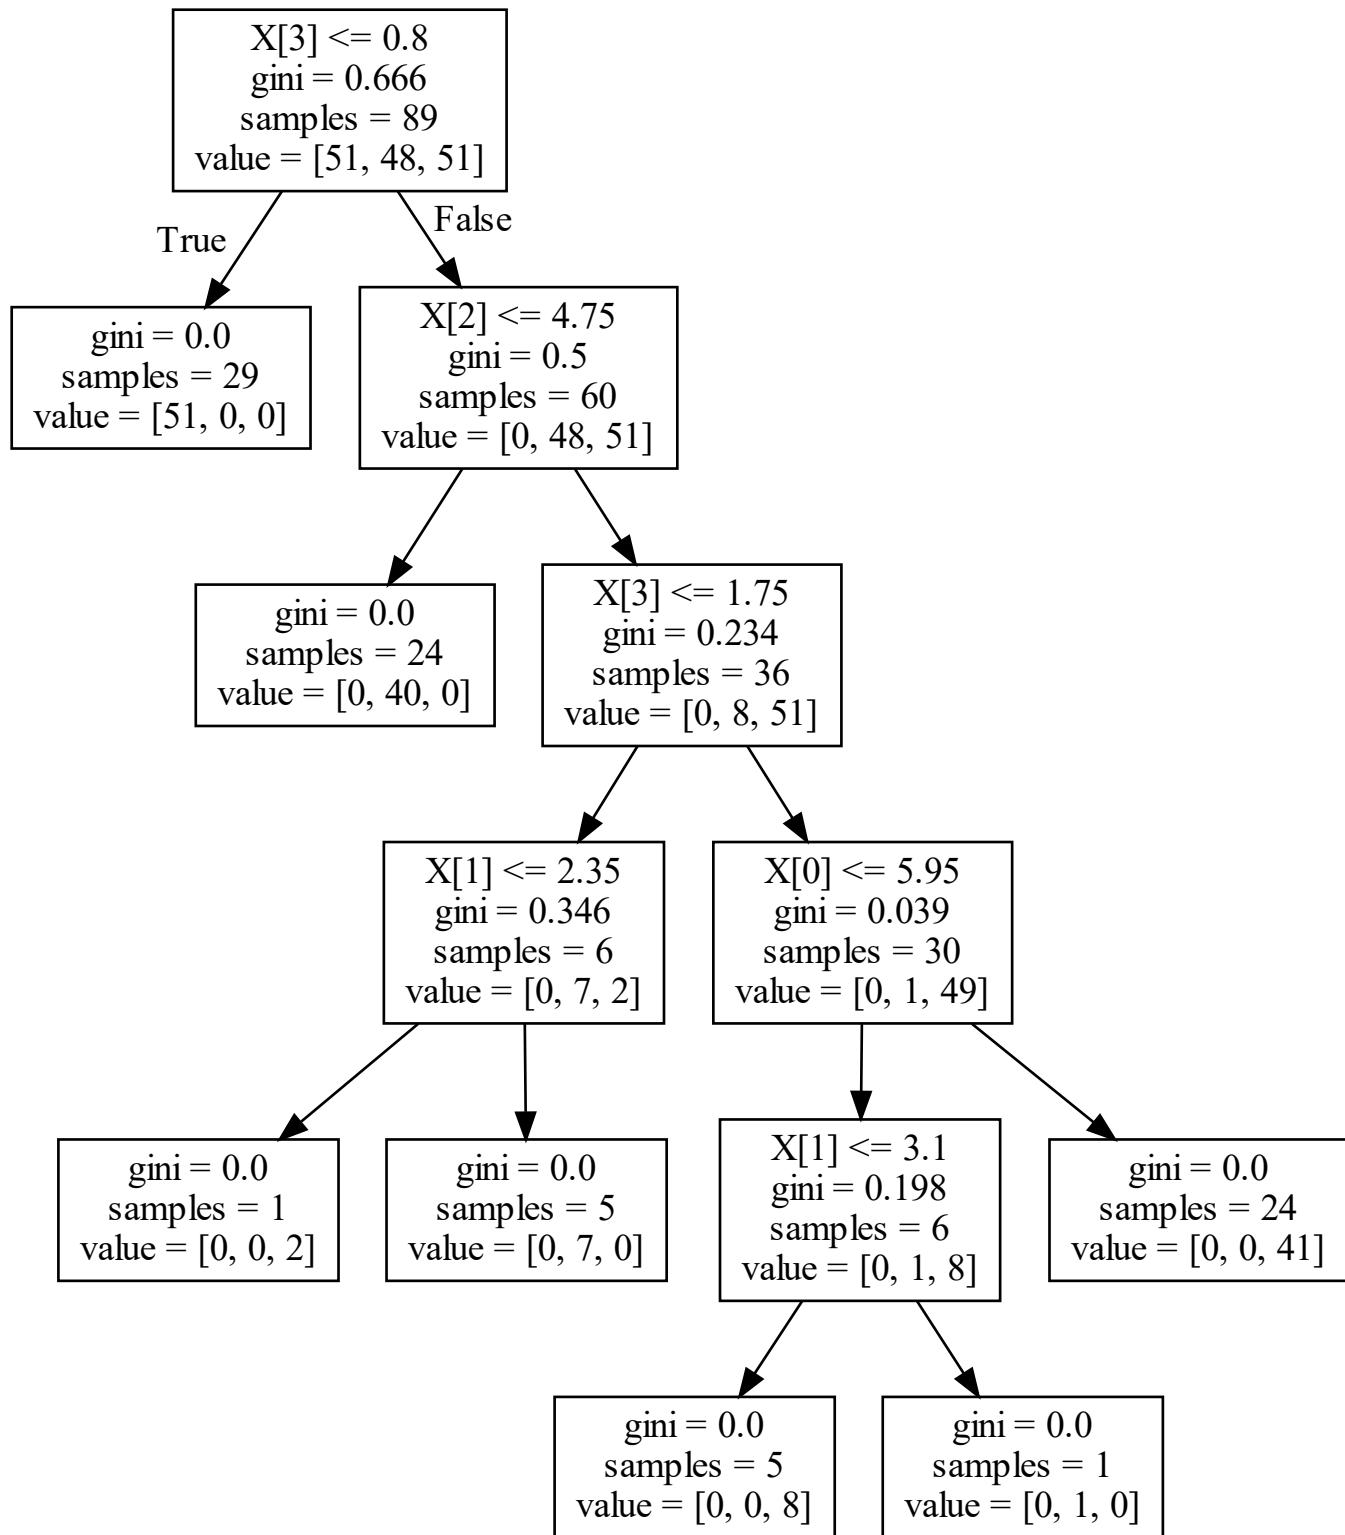 X[3] <= 0.8
gini = 0.666
samples = 89
value = [51, 48, 51]
True
False
gini = 0.0
samples = 29
value = [51, 0, 0]
X[2] <= 4.75
gini = 0.5
samples = 60
value = [0, 48, 51]
gini = 0.0
samples = 24
value = [0, 40, 0]
X[3] <= 1.75
gini = 0.234
samples = 36
value = [0, 8, 51]
X[1] <= 2.35
gini = 0.346
samples = 6
value = [0, 7, 2]
X[0] <= 5.95
gini = 0.039
samples = 30
value = [0, 1, 49]
gini = 0.0
samples = 1
value = [0, 0, 2]
gini = 0.0
samples = 5
value = [0, 7, 0]
X[1] <= 3.1
gini = 0.198
samples = 6
value = [0, 1, 8]
gini = 0.0
samples = 24
value = [0, 0, 41]
gini = 0.0
samples = 5
value = [0, 0, 8]
gini = 0.0
samples = 1
value = [0, 1, 0]